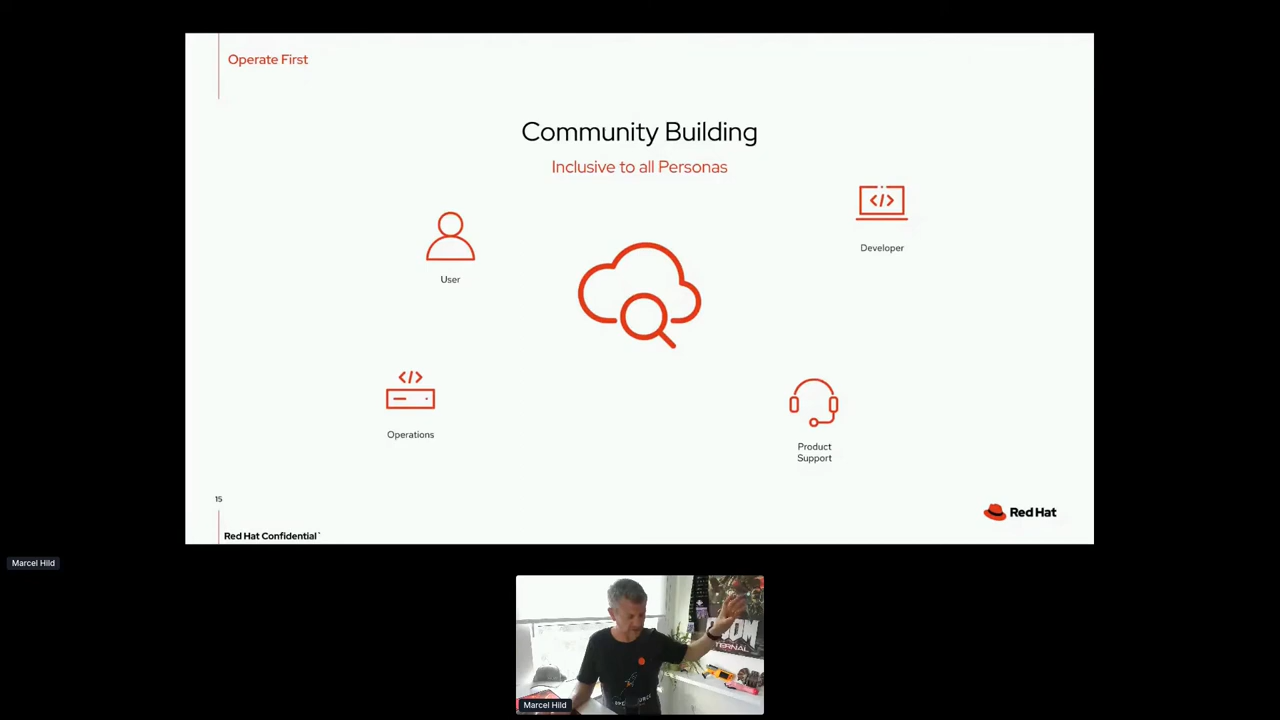 Operate First
Community Building
Inclusive to all Personas
</>
Developer
User
</>
Operations
Product
Support
15
Red Hat
Red Hat Confidential
Marcel Hild
Marcel Hild